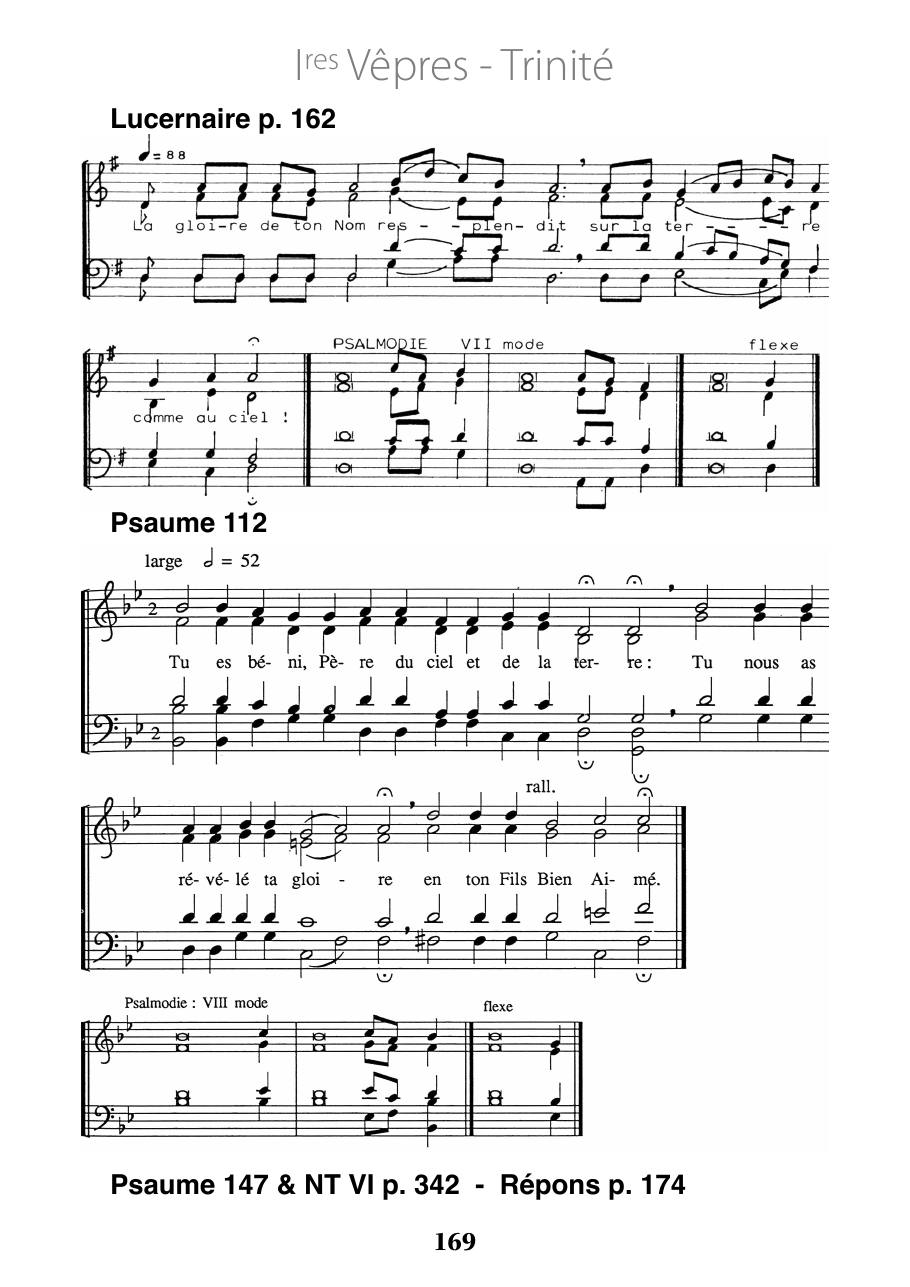 Ires Vêpres - Trinité
Lucernaire p. 162
= 88
La gloi-re de ton Nom res - - plen- dit sur la ter - - - - re
PSALMODIE VII mode flexe
comme au ciel !
Psaume 112
large = 52
2
Tu es bé- ni, Pè- re du ciel et de la ter- re : Tu nous as
2
rall.
ré- vé- lé ta gloi - re en ton Fils Bien Ai- mé.
Psalmodie : VIII mode flexe
Psaume 147 & NT VI p. 342 - Répons p. 174
169